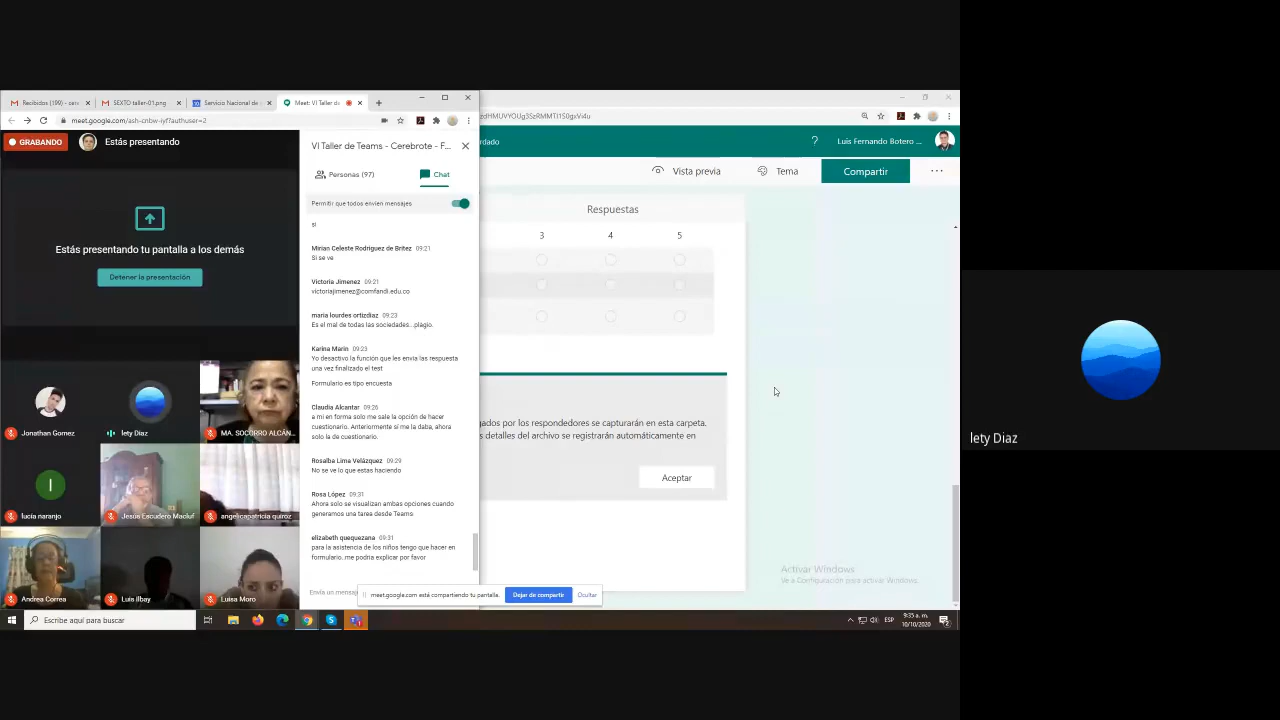 Recibidos (199) - cerv
SEXTO taller-01.png
Servicio Nacional de
Meet: VI Taller de
meet.google.com/ash-cnbw-iyf?authuser=2
GRABANDO
Estás presentando
VI Taller de Teams - Cerebrote - F...
Personas (97)
Chat
Permitir que todos envíen mensajes
si
Mirian Celeste Rodriguez de Britez 09:21
Si se ve
Victoria Jimenez 09:21
victoriajimenez@comfandi.edu.co
maria lourdes ortizdiaz 09:23
Es el mal de todas las sociedades...plagio.
Karina Marin 09:23
Yo desactivo la función que les envia las respuesta
una vez finalizado el test
Formulario es tipo encuesta
Claudia Alcantar 09:26
a mi en forma solo me sale la opción de hacer
cuestionario. Anteriormente sí me la daba, ahora
solo la de cuestionario.
Rosalba Lima Velázquez 09:29
No se ve lo que estas haciendo
Rosa López 09:31
Ahora solo se visualizan ambas opciones cuando
generamos una tarea desde Teams
elizabeth quequezana 09:31
para la asistencia de los niños tengo que hacer en
formulario..me podria explicar por favor
Envía un mensaje
Estás presentando tu pantalla a los demás
Detener la presentación
Jonathan Gomez
lety Diaz
MA. SOCORRO ALCÁN...
lucia naranjo
Jesús Escudero Macluf
angelicapatricia quiroz
Andrea Correa
Luis Ilbay
Luisa Moro
meet.google.com está compartiendo tu pantalla.
Dejar de compartir
Ocultar
zdHMUVYOUg3SzRMMTI1S0gxVi4u
rdado
?
Luis Fernando Botero ...
Vista previa
Tema
Compartir
Respuestas
3
4
5
gados por los respondedores se capturarán en esta carpeta.
s detalles del archivo se registrarán automáticamente en
Aceptar
Activar Windows
Ve a Configuración para activar Windows.
Escribe aquí para buscar
ESP
9:35 a. m.
10/10/2020
lety Diaz